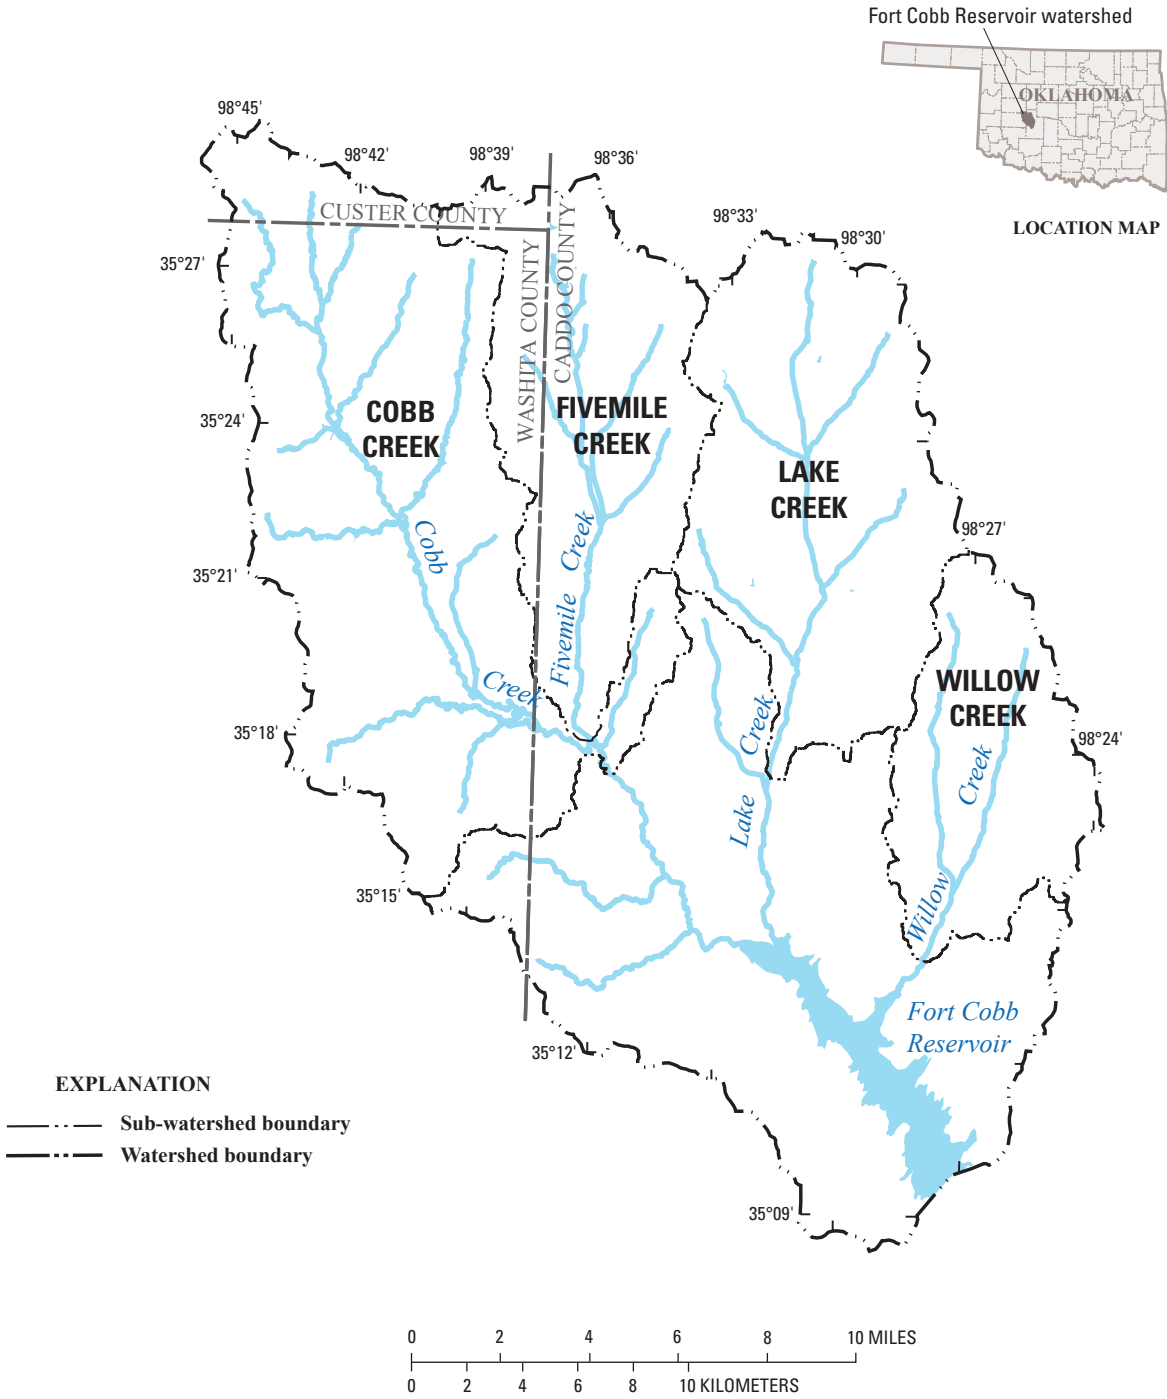 Fort Cobb Reservoir watershed
OKLAHOMA
LOCATION MAP
98°45'
98°42'
98°39'
98°36'
98°33'
98°30'
98°27'
98°24'
35°27'
35°24'
35°21'
35°18'
35°15'
35°12'
35°09'
CUSTER COUNTY
WASHITA COUNTY
CADDO COUNTY
COBB
CREEK
FIVEMILE
CREEK
LAKE
CREEK
WILLOW
CREEK
Cobb
Creek
Fivemile Creek
Lake Creek
Willow Creek
Fort Cobb
Reservoir
EXPLANATION
Sub-watershed boundary
Watershed boundary
0 2 4 6 8 10 MILES
0 2 4 6 8 10 KILOMETERS